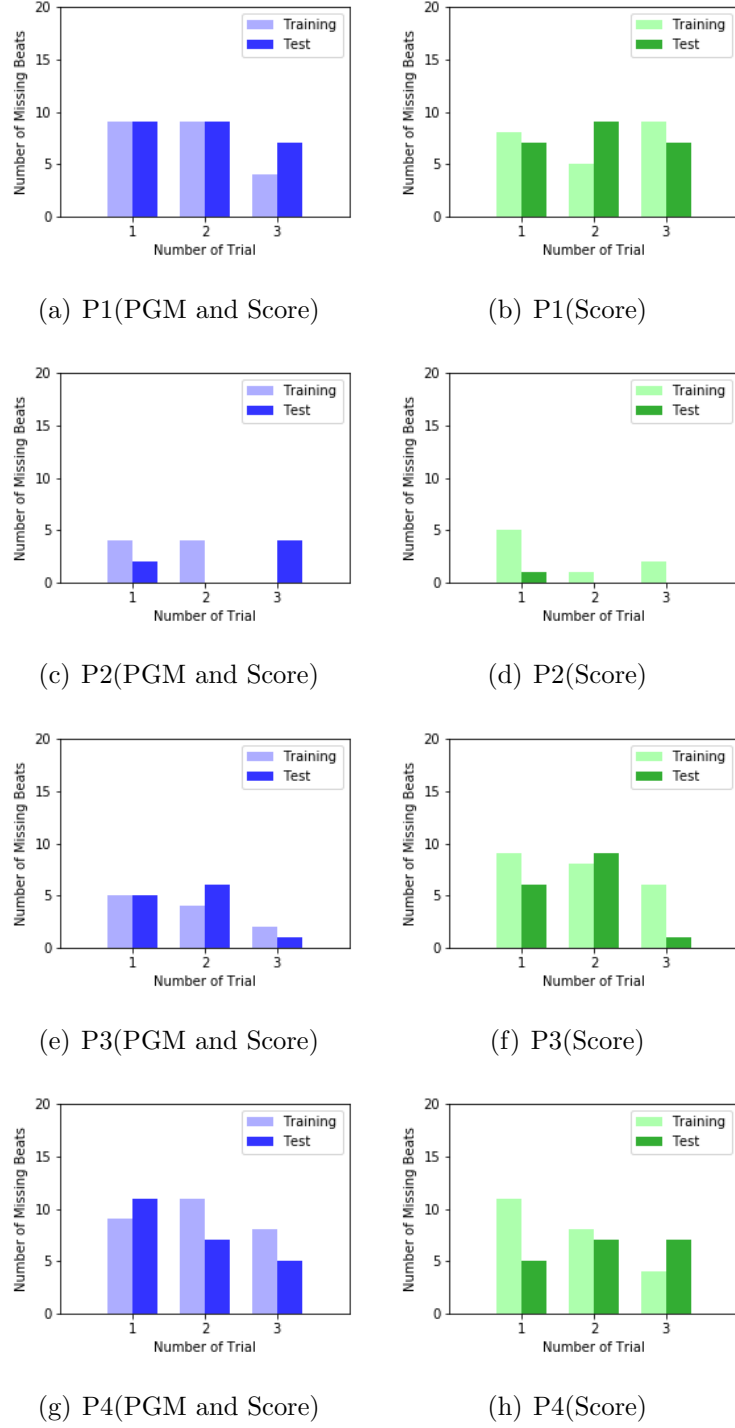 20
15
10
5
0
Number of Missing Beats
Training
Test
1 2 3
Number of Trial
(a) P1(PGM and Score)
20
15
10
5
0
Number of Missing Beats
Training
Test
1 2 3
Number of Trial
(b) P1(Score)
20
15
10
5
0
Number of Missing Beats
Training
Test
1 2 3
Number of Trial
(c) P2(PGM and Score)
20
15
10
5
0
Number of Missing Beats
Training
Test
1 2 3
Number of Trial
(d) P2(Score)
20
15
10
5
0
Number of Missing Beats
Training
Test
1 2 3
Number of Trial
(e) P3(PGM and Score)
20
15
10
5
0
Number of Missing Beats
Training
Test
1 2 3
Number of Trial
(f) P3(Score)
20
15
10
5
0
Number of Missing Beats
Training
Test
1 2 3
Number of Trial
(g) P4(PGM and Score)
20
15
10
5
0
Number of Missing Beats
Training
Test
1 2 3
Number of Trial
(h) P4(Score)